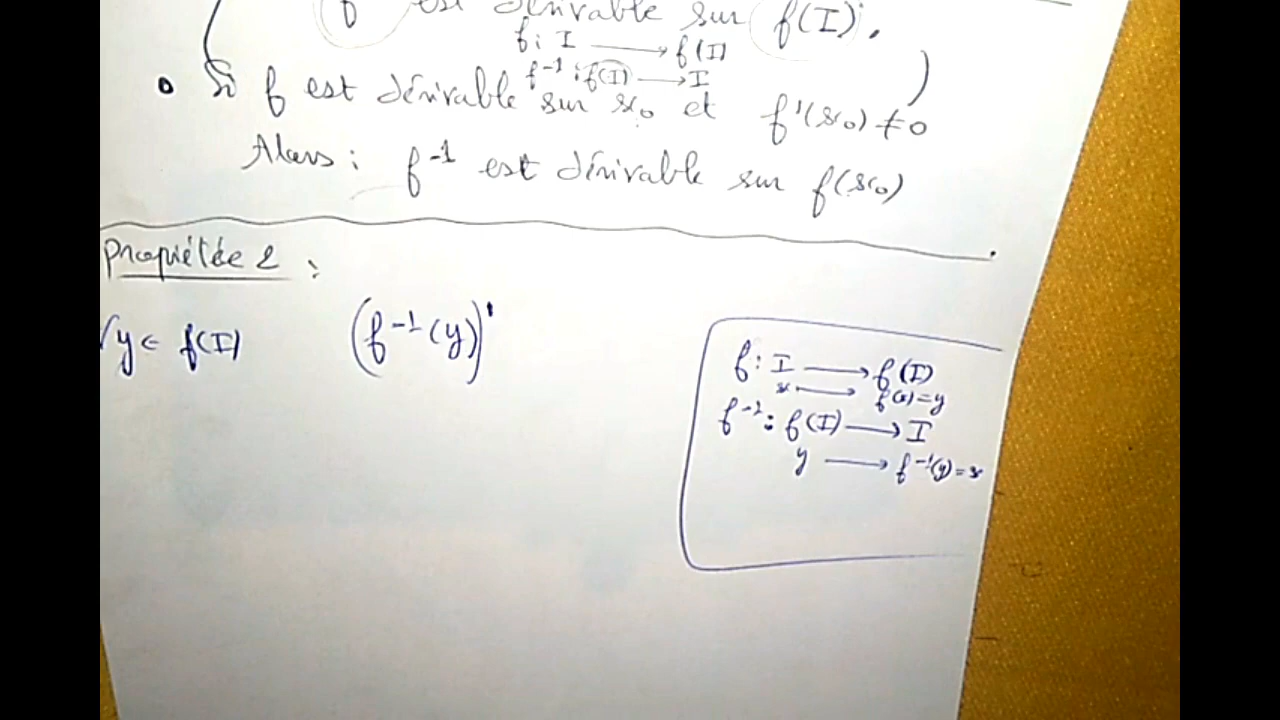 est dérivable sur f(I).
f: I ⟶ f(I)
f⁻¹: f(I) ⟶ I
• Si f est dérivable sur x₀ et f'(x₀) ≠ 0 )
Alors : f⁻¹ est dérivable sur f(x₀)
propriétée 2 :
∀y ∈ f(I) (f⁻¹(y))'
f: I ⟶ f(I)
x ⟶ f(x)=y
f⁻¹: f(I) ⟶ I
y ⟶ f⁻¹(y)=x